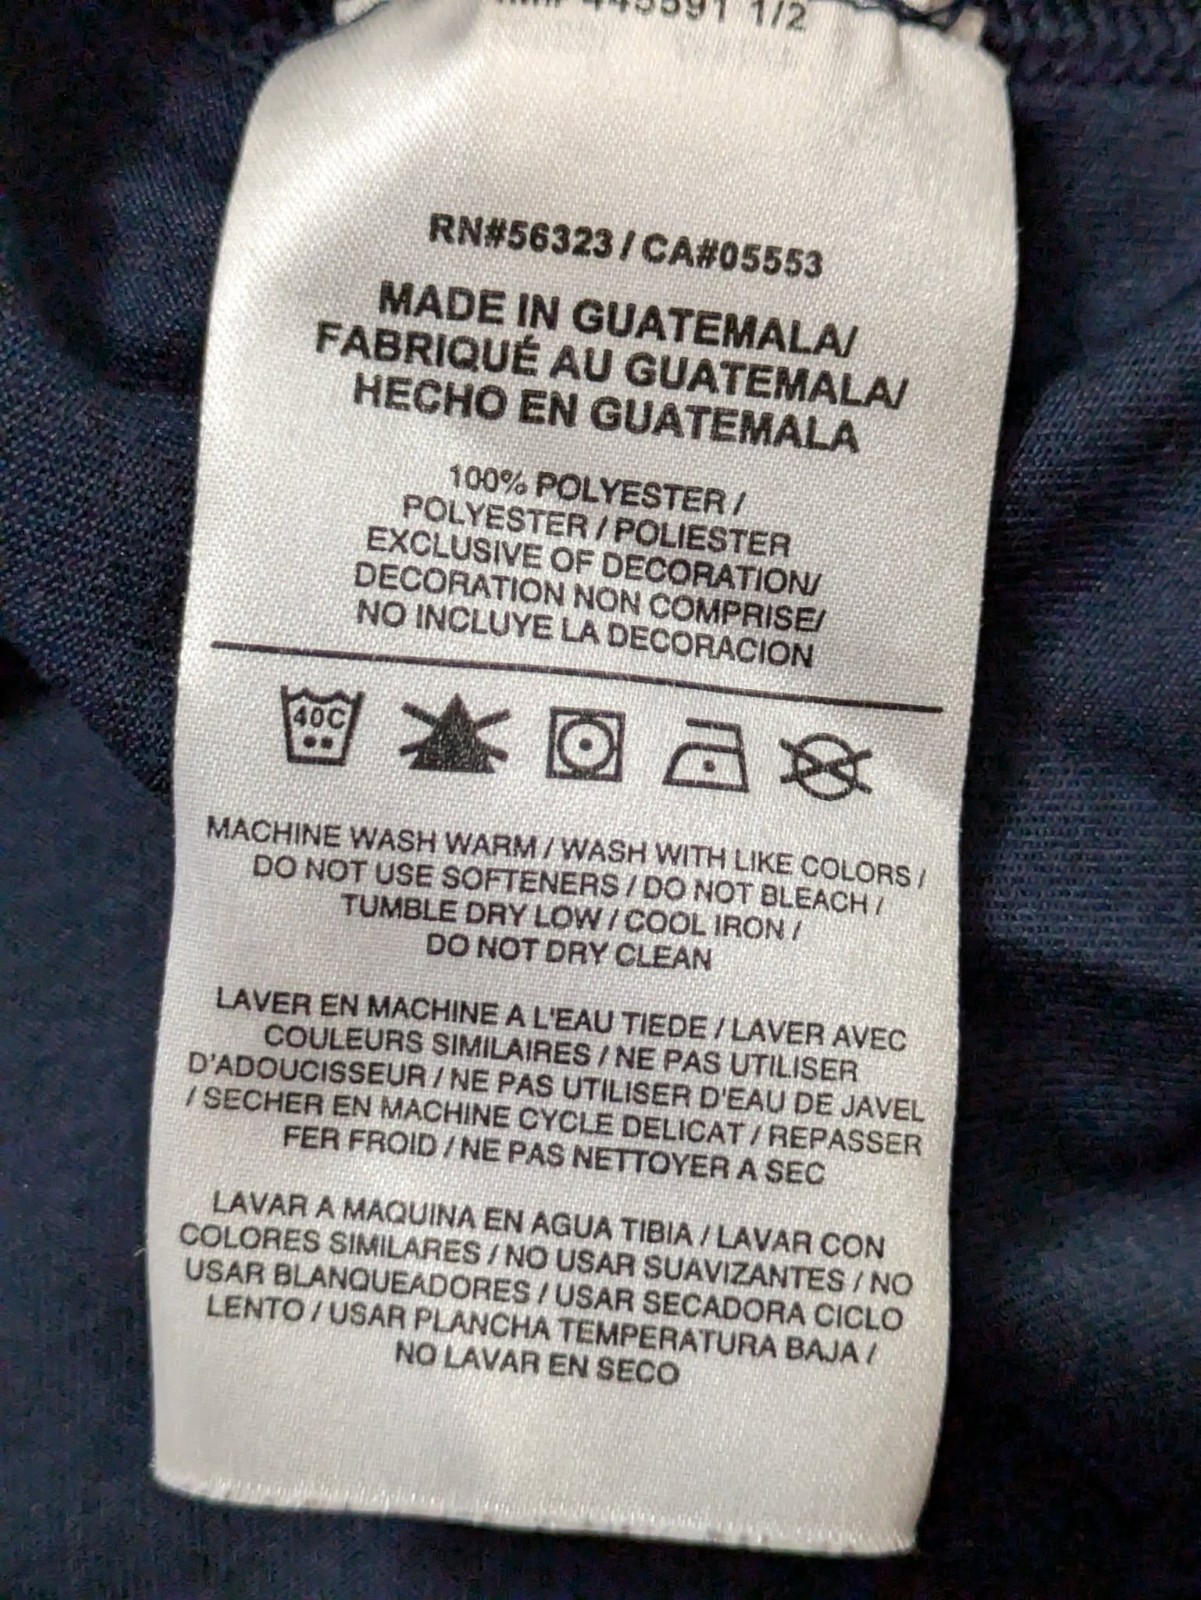 445591 1/2
RN#56323 / CA#05553
MADE IN GUATEMALA/
FABRIQUÉ AU GUATEMALA/
HECHO EN GUATEMALA
100% POLYESTER /
POLYESTER / POLIESTER
EXCLUSIVE OF DECORATION/
DECORATION NON COMPRISE/
NO INCLUYE LA DECORACION
40C
MACHINE WASH WARM / WASH WITH LIKE COLORS /
DO NOT USE SOFTENERS / DO NOT BLEACH /
TUMBLE DRY LOW / COOL IRON /
DO NOT DRY CLEAN
LAVER EN MACHINE A L'EAU TIEDE / LAVER AVEC
COULEURS SIMILAIRES / NE PAS UTILISER
D'ADOUCISSEUR / NE PAS UTILISER D'EAU DE JAVEL
/ SECHER EN MACHINE CYCLE DELICAT / REPASSER
FER FROID / NE PAS NETTOYER A SEC
LAVAR A MAQUINA EN AGUA TIBIA / LAVAR CON
COLORES SIMILARES / NO USAR SUAVIZANTES / NO
USAR BLANQUEADORES / USAR SECADORA CICLO
LENTO / USAR PLANCHA TEMPERATURA BAJA /
NO LAVAR EN SECO